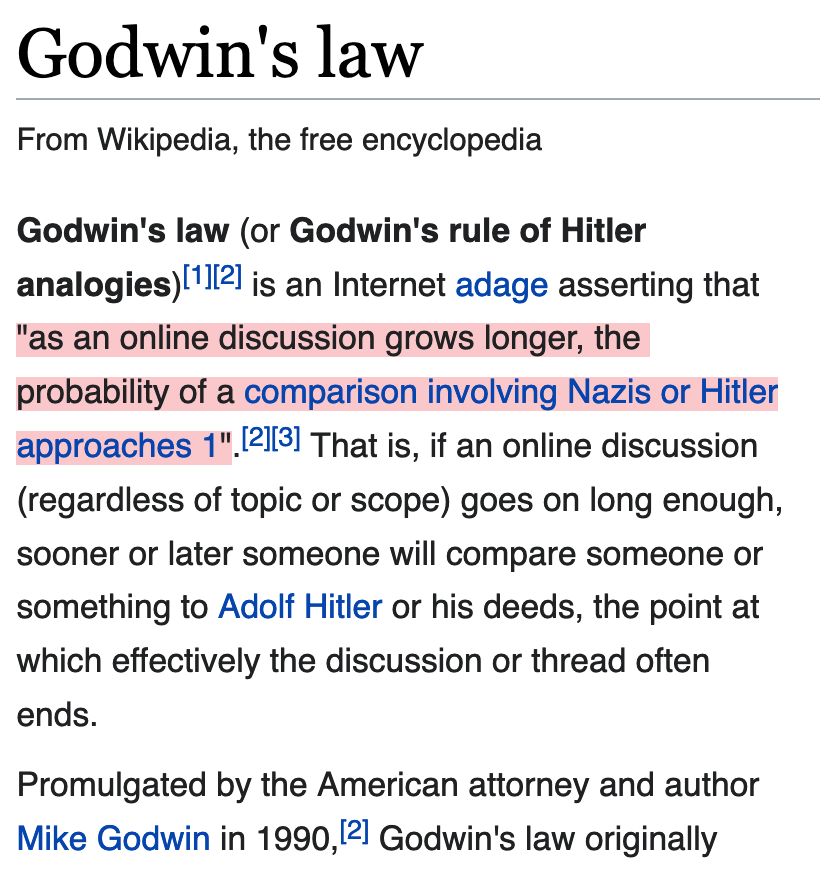 Godwin's law
From Wikipedia, the free encyclopedia
Godwin's law (or Godwin's rule of Hitler
analogies)[1][2] is an Internet adage asserting that
"as an online discussion grows longer, the
probability of a comparison involving Nazis or Hitler
approaches 1".[2][3] That is, if an online discussion
(regardless of topic or scope) goes on long enough,
sooner or later someone will compare someone or
something to Adolf Hitler or his deeds, the point at
which effectively the discussion or thread often
ends.
Promulgated by the American attorney and author
Mike Godwin in 1990,[2] Godwin's law originally